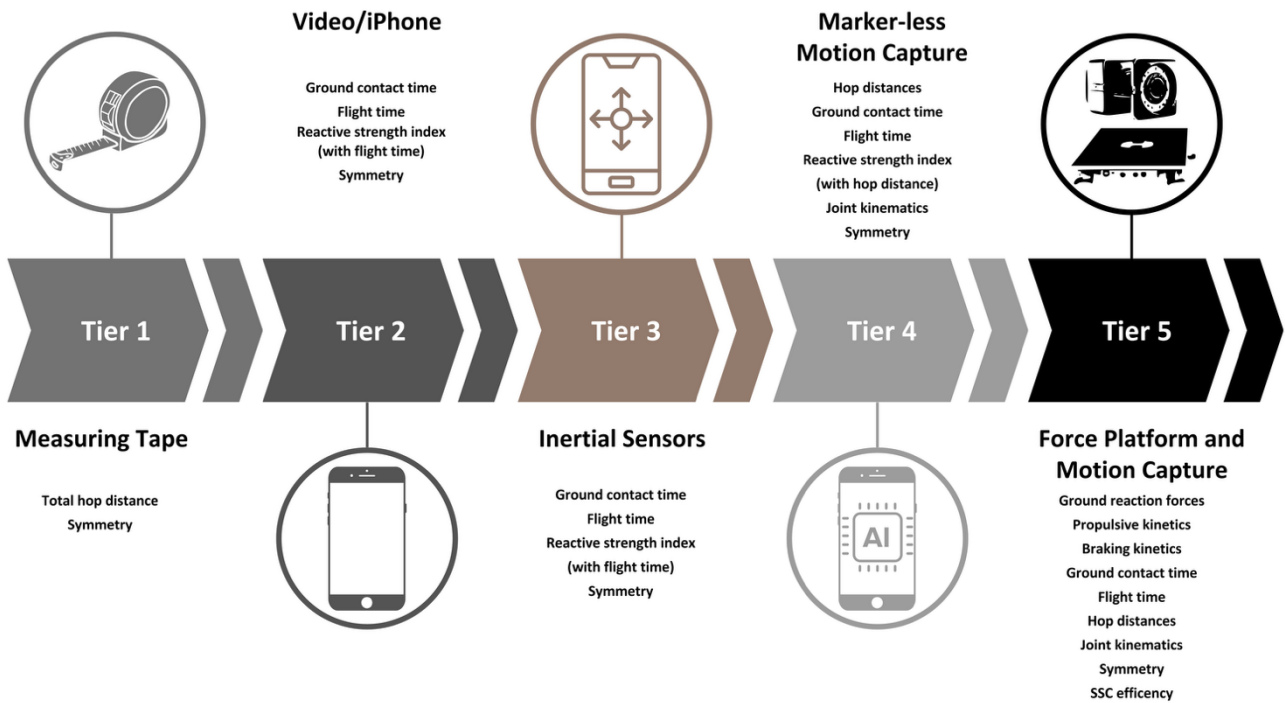 Video/iPhone
Ground contact time
Flight time
Reactive strength index
(with flight time)
Symmetry
Marker-less
Motion Capture
Hop distances
Ground contact time
Flight time
Reactive strength index
(with hop distance)
Joint kinematics
Symmetry
Tier 1
Tier 2
Tier 3
Tier 4
Tier 5
Measuring Tape
Total hop distance
Symmetry
Inertial Sensors
Ground contact time
Flight time
Reactive strength index
(with flight time)
Symmetry
AI
Force Platform and
Motion Capture
Ground reaction forces
Propulsive kinetics
Braking kinetics
Ground contact time
Flight time
Hop distances
Joint kinematics
Symmetry
SSC efficency